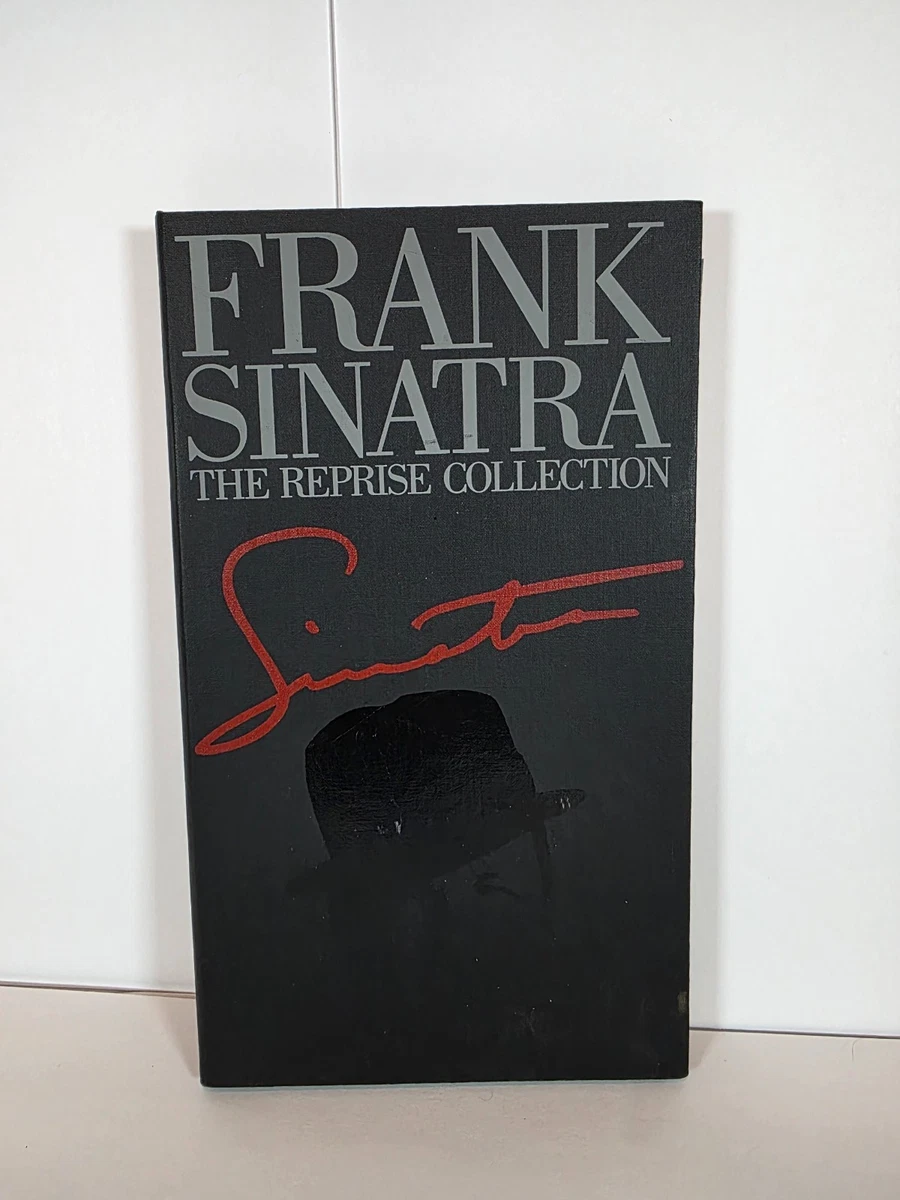 FRANK
SINATRA
THE REPRISE COLLECTION
Sinatra